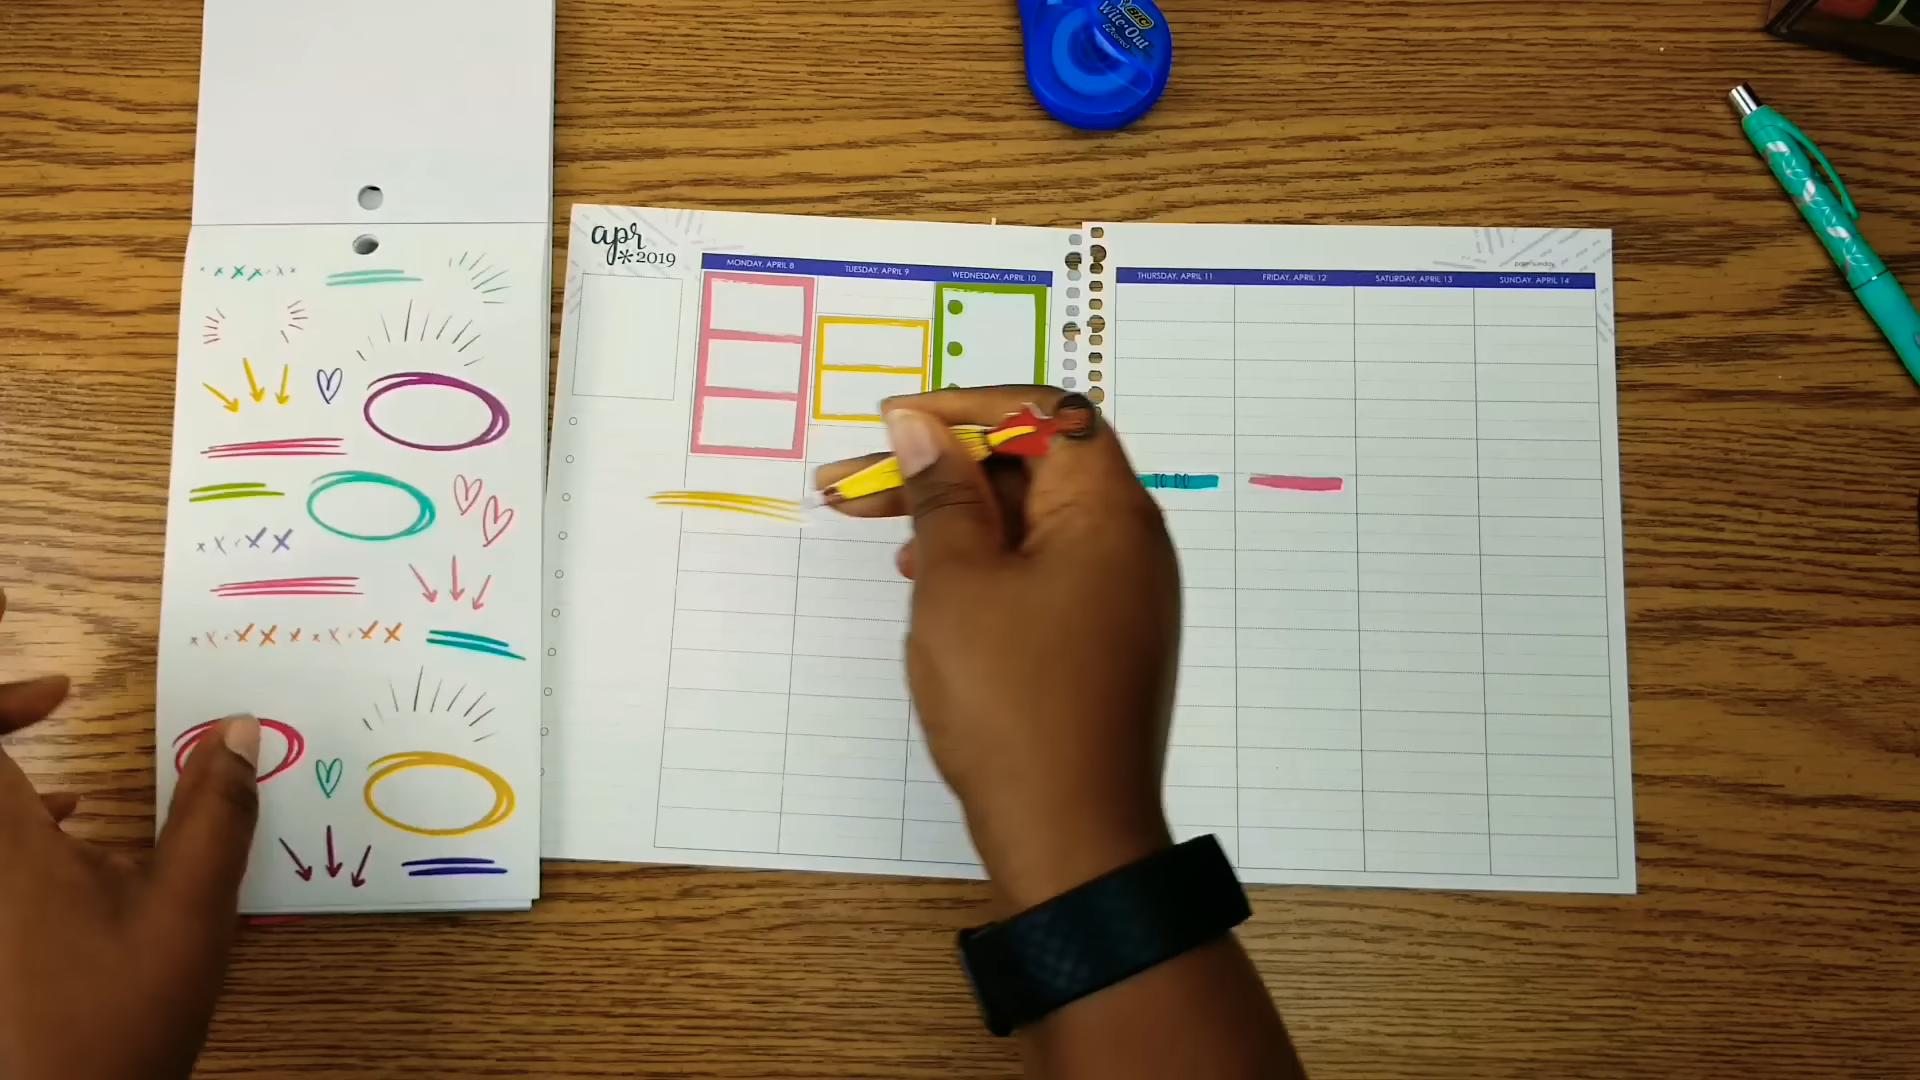 BIC
Wite-Out
EZcorrect
apr
*2019
MONDAY, APRIL 8
TUESDAY, APRIL 9
WEDNESDAY, APRIL 10
THURSDAY, APRIL 11
FRIDAY, APRIL 12
SATURDAY, APRIL 13
SUNDAY, APRIL 14
TO DO